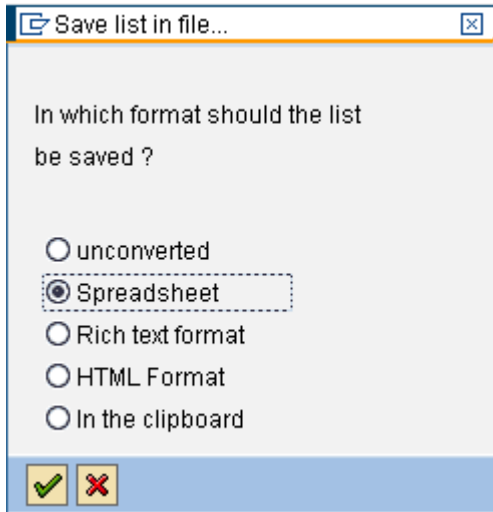 Save list in file...
In which format should the list
be saved ?
unconverted
Spreadsheet
Rich text format
HTML Format
In the clipboard